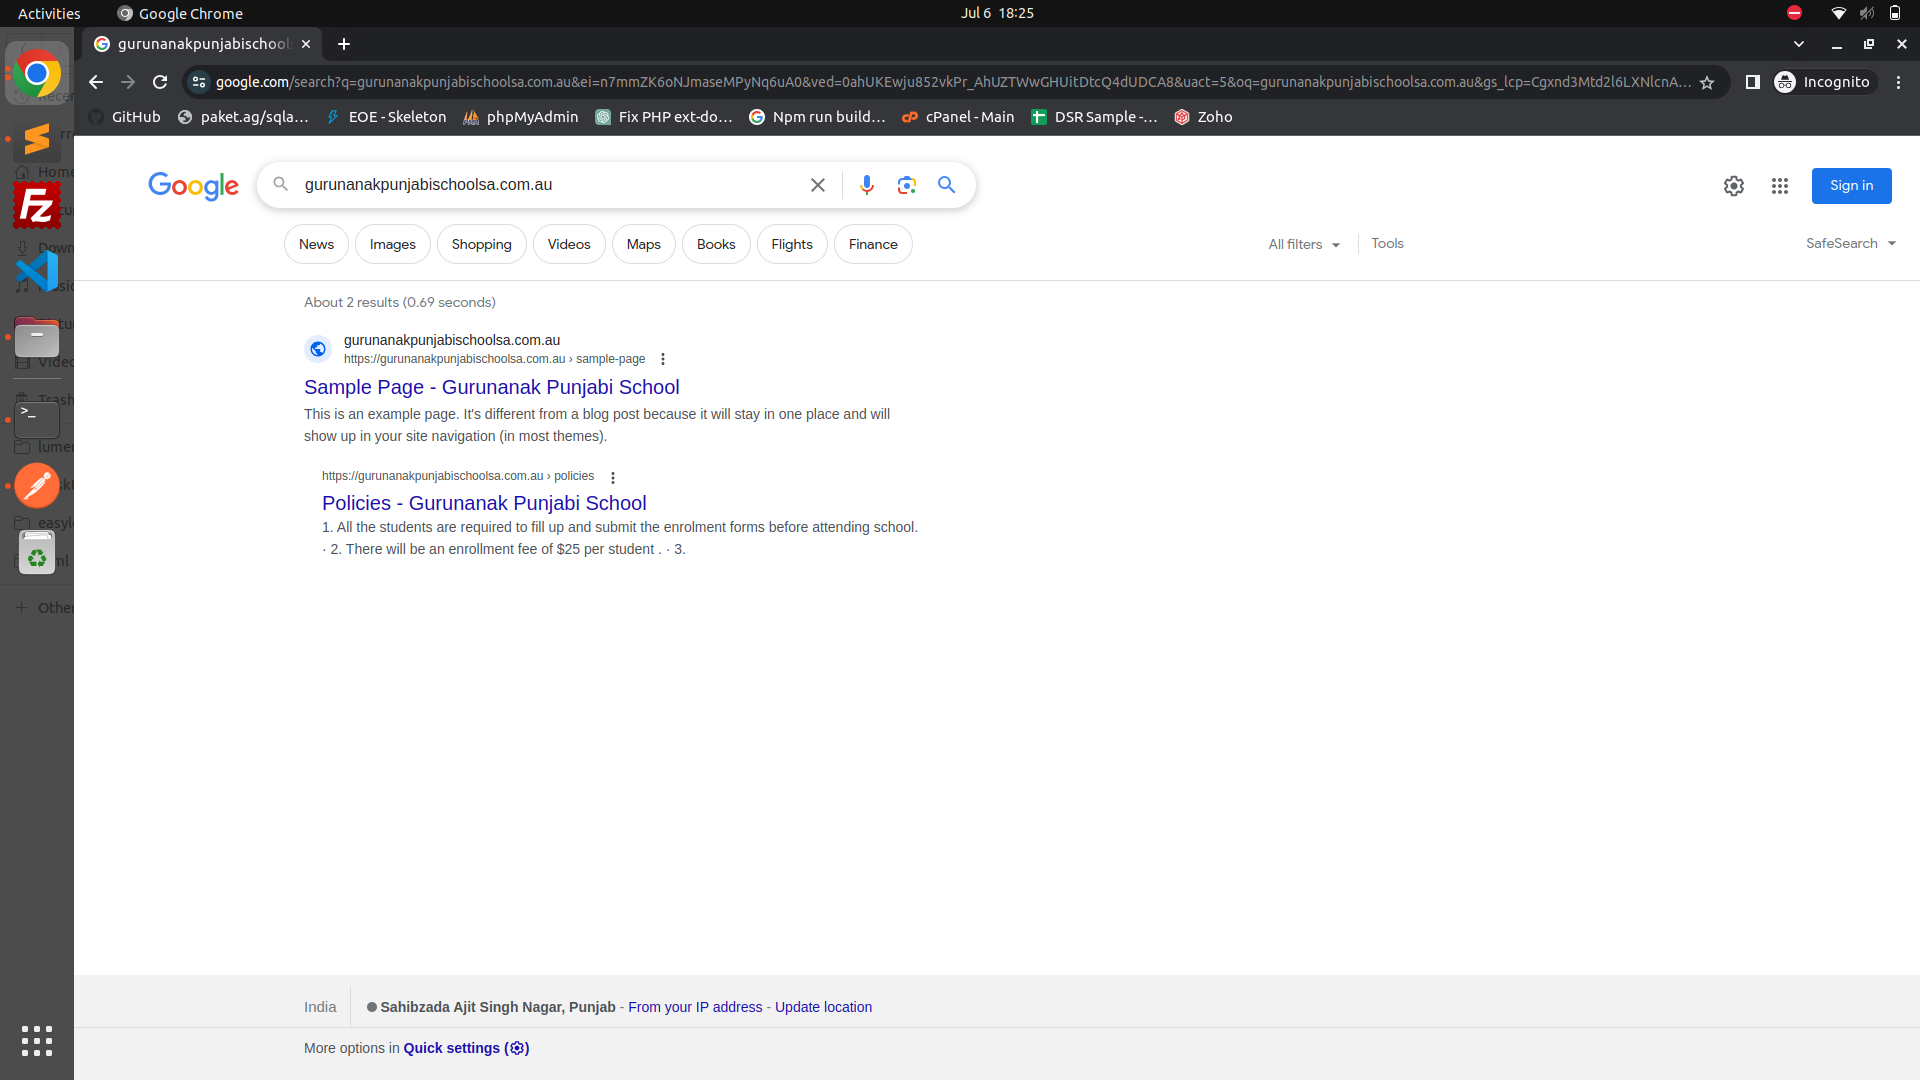 Activities
Google Chrome
Jul 6 18:25
gurunanakpunjabischools
google.com/search?q=gurunanakpunjabischoolsa.com.au&ei=n7mmZK6oNJmaseMPyNq6uA0&ved=0ahUKEwju852vkPr_AhUZTWwGHUitDtcQ4dUDCA8&uact=5&oq=gurunanakpunjabischoolsa.com.au&gs_lcp=Cgxnd3Mtd2l6LXNlcnA...
Incognito
GitHub
paket.ag/sqla...
EOE - Skeleton
phpMyAdmin
Fix PHP ext-do...
Npm run build...
cPanel - Main
DSR Sample -...
Zoho
Google
gurunanakpunjabischoolsa.com.au
Sign in
News
Images
Shopping
Videos
Maps
Books
Flights
Finance
All filters
Tools
SafeSearch
About 2 results (0.69 seconds)
gurunanakpunjabischoolsa.com.au
https://gurunanakpunjabischoolsa.com.au › sample-page
Sample Page - Gurunanak Punjabi School
This is an example page. It's different from a blog post because it will stay in one place and will
show up in your site navigation (in most themes).
https://gurunanakpunjabischoolsa.com.au › policies
Policies - Gurunanak Punjabi School
1. All the students are required to fill up and submit the enrolment forms before attending school.
· 2. There will be an enrollment fee of $25 per student . · 3.
India
Sahibzada Ajit Singh Nagar, Punjab - From your IP address - Update location
More options in Quick settings
Home
Trash
Other